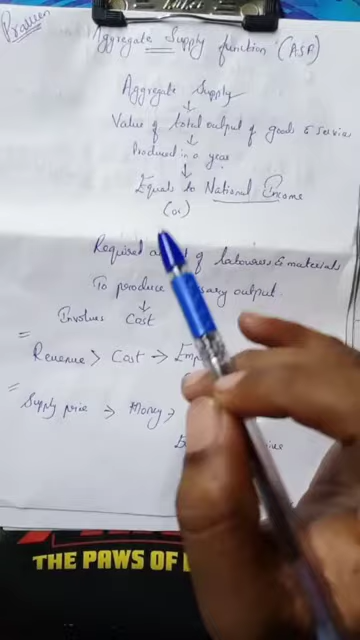 Praveen
Aggregate Supply function (ASF)
Aggregate Supply
↓
Value of total output of goods & service
↓
Produced in a year
↓
Equals to National Income
(or)
Required of labourers & materials
To produce output
↓
Involves Cost
= Revenue > Cost → Emp
= Supply price → Money →
THE PAWS OF